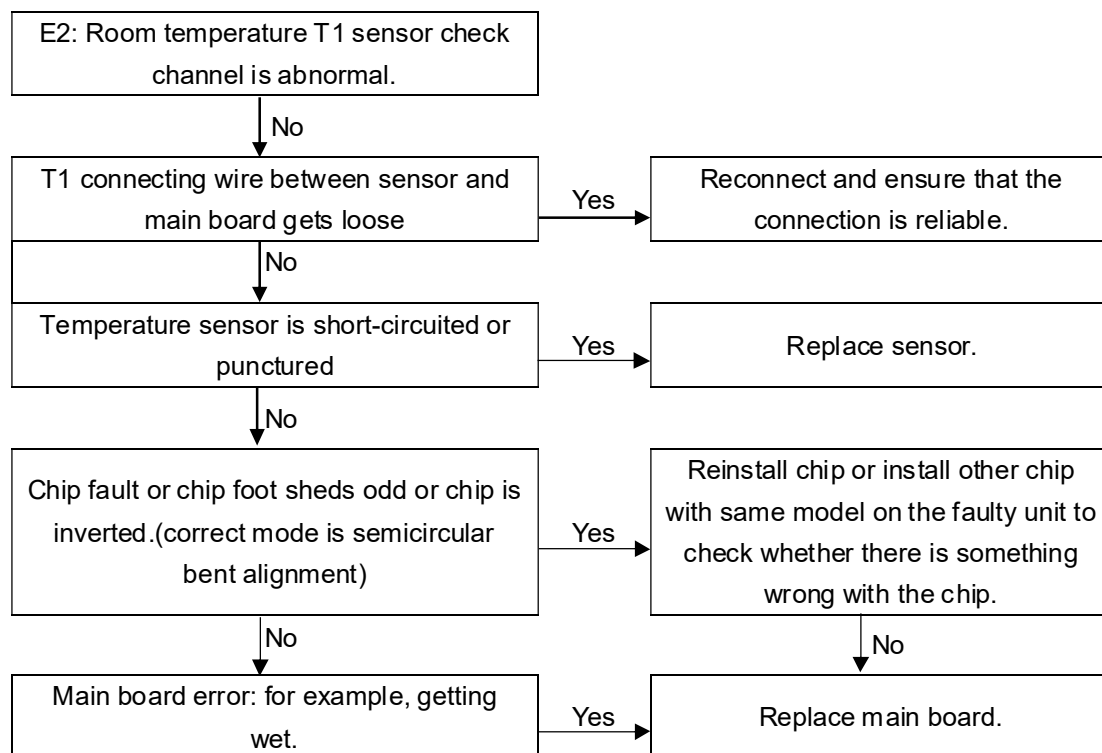 E2: Room temperature T1 sensor check
channel is abnormal.
No
T1 connecting wire between sensor and
main board gets loose
Yes
Reconnect and ensure that the
connection is reliable.
No
Temperature sensor is short-circuited or
punctured
Yes
Replace sensor.
No
Chip fault or chip foot sheds odd or chip is
inverted.(correct mode is semicircular
bent alignment)
Yes
Reinstall chip or install other chip
with same model on the faulty unit to
check whether there is something
wrong with the chip.
No
No
Main board error: for example, getting
wet.
Yes
Replace main board.